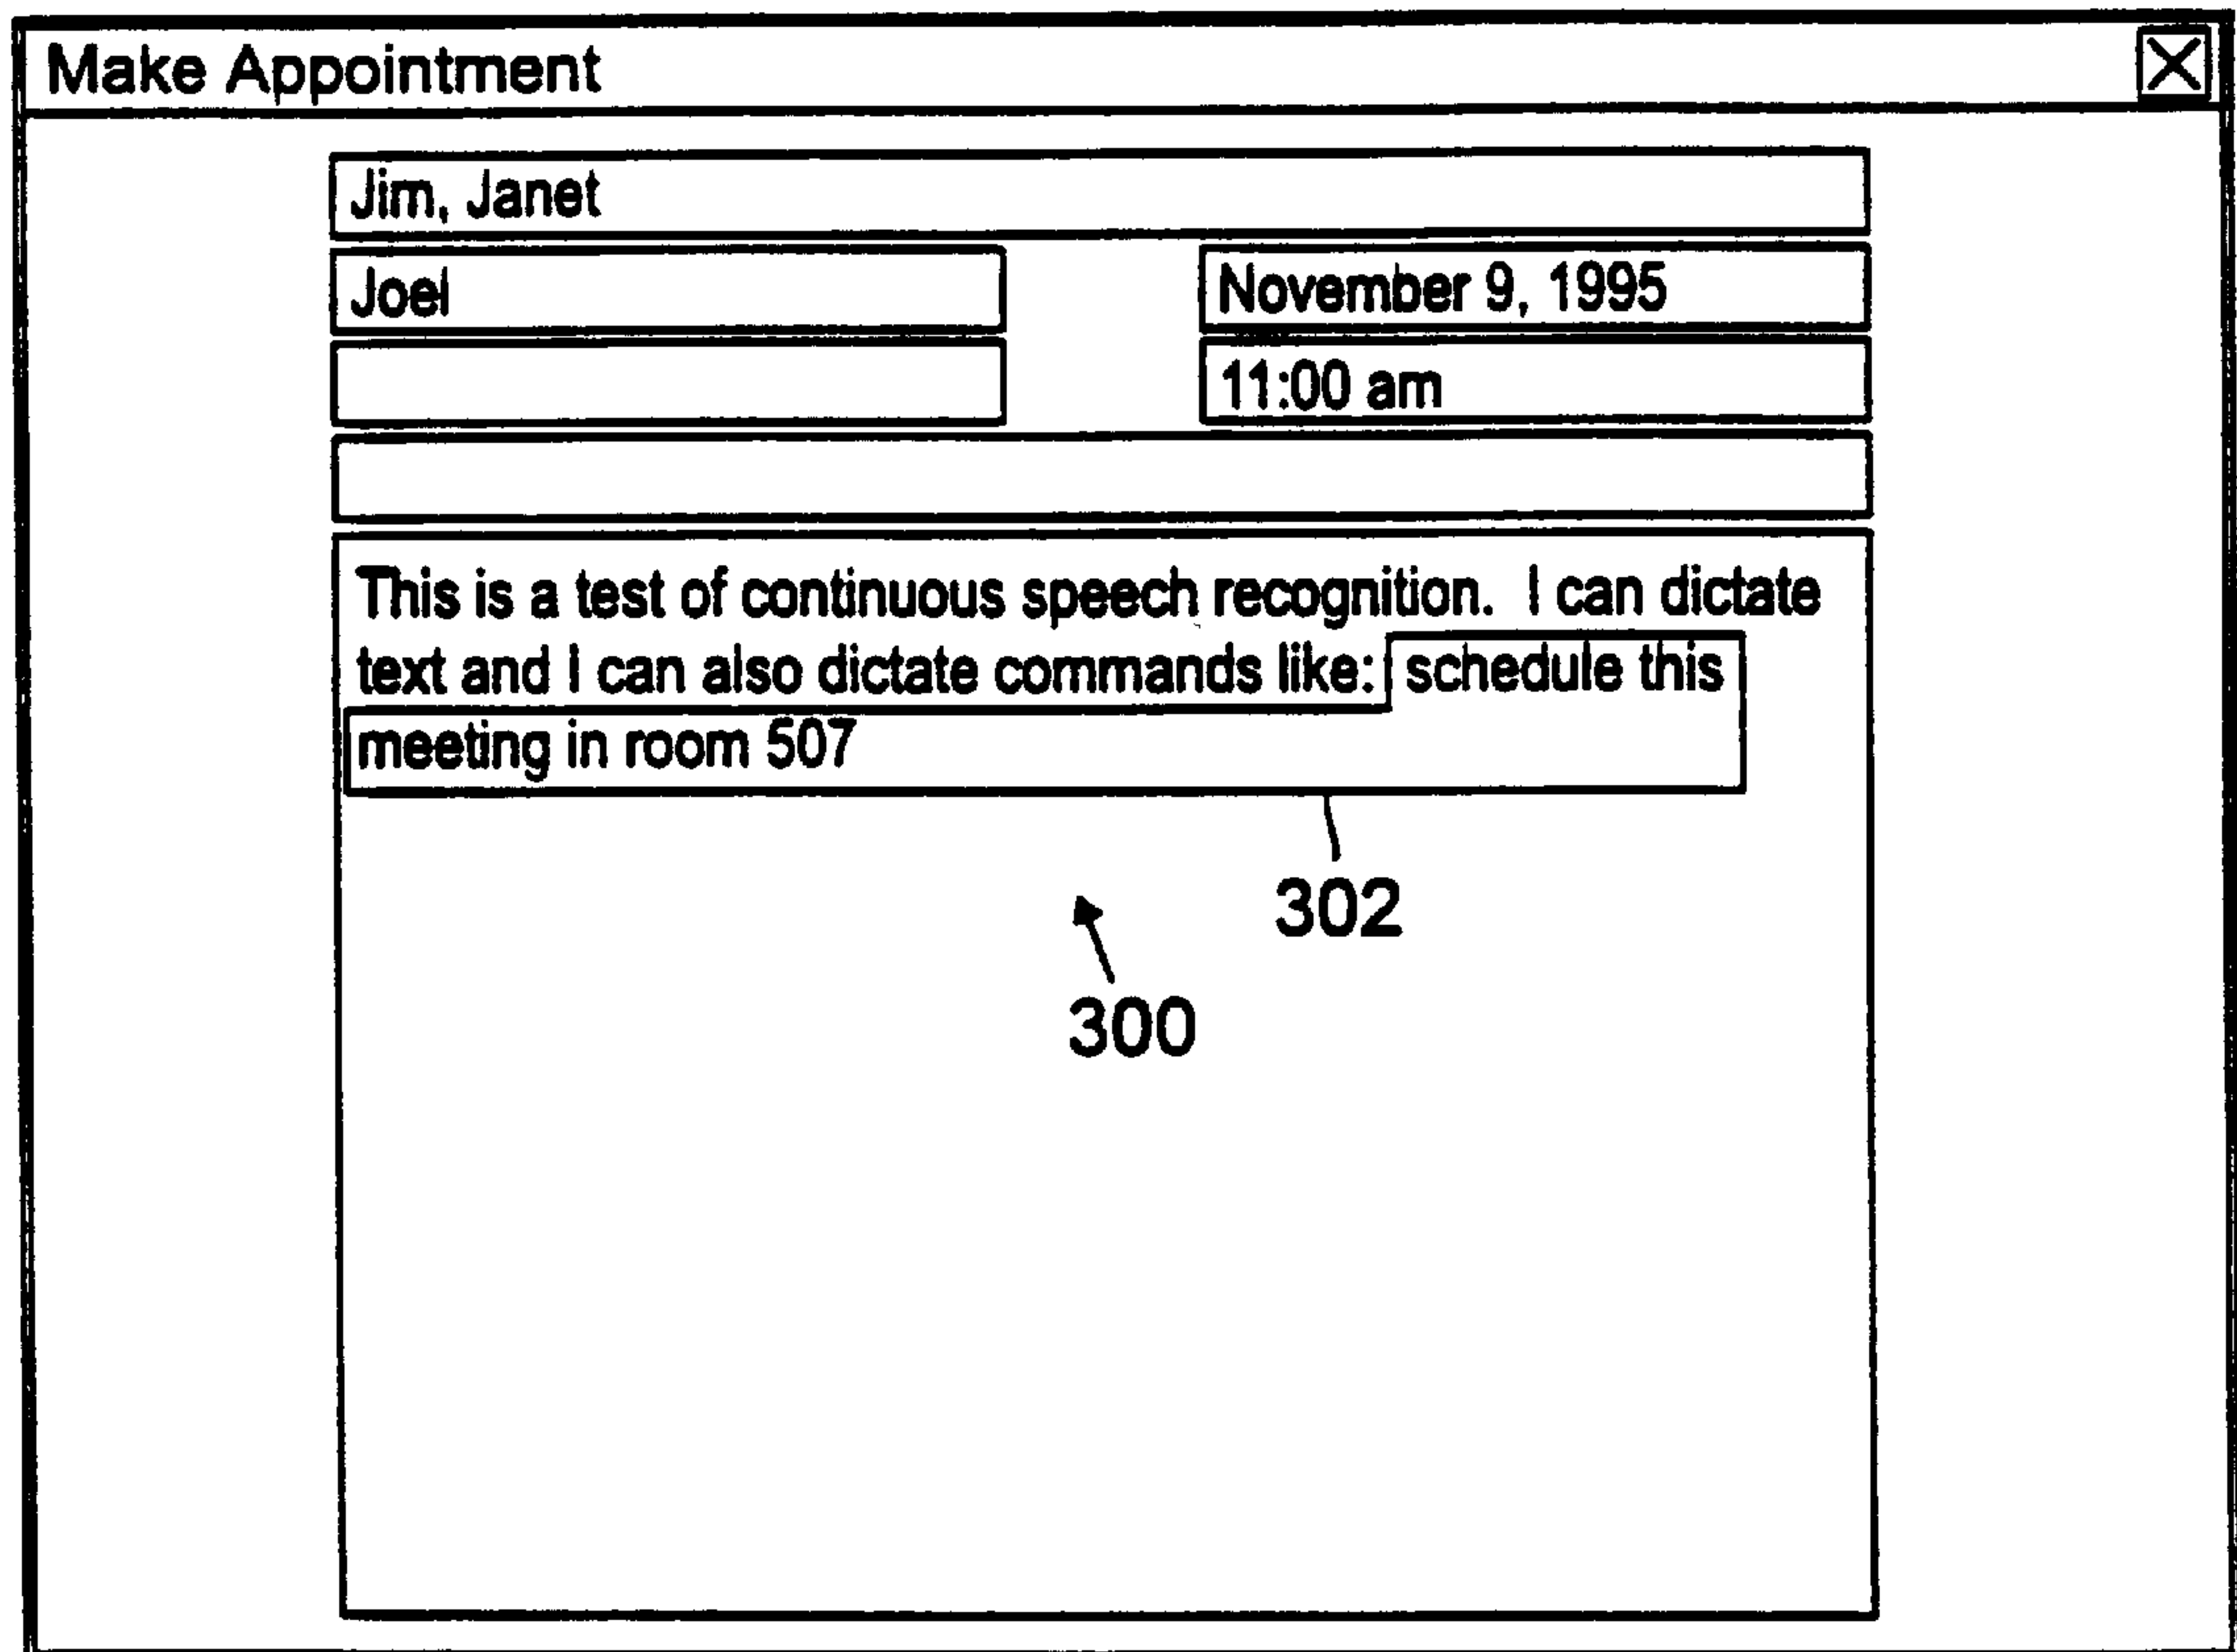 Make Appointment
Jim, Janet
Joel
November 9, 1995
11:00 am
This is a test of continuous speech recognition.  I can dictate
text and I can also dictate commands like: schedule this
meeting in room 507
302
300